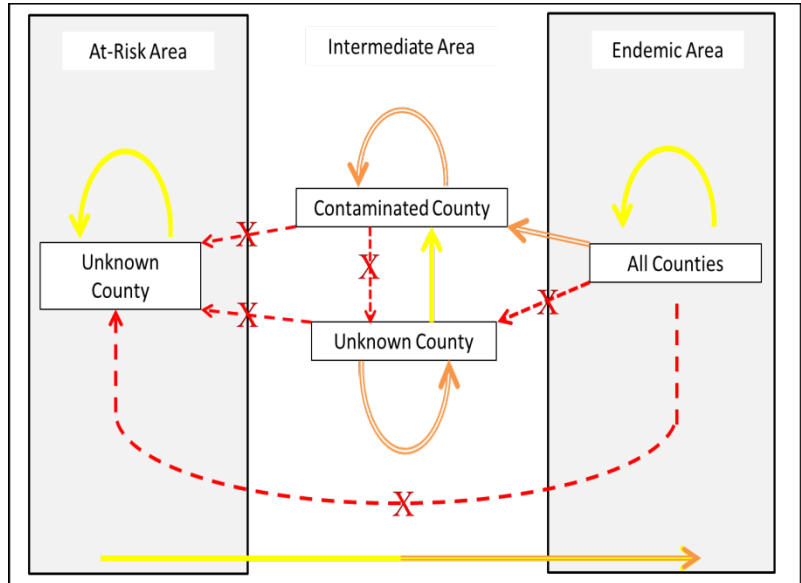 At-Risk Area
Intermediate Area
Endemic Area
Contaminated County
X
Unknown
County
X
All Counties
X
X
Unknown County
X